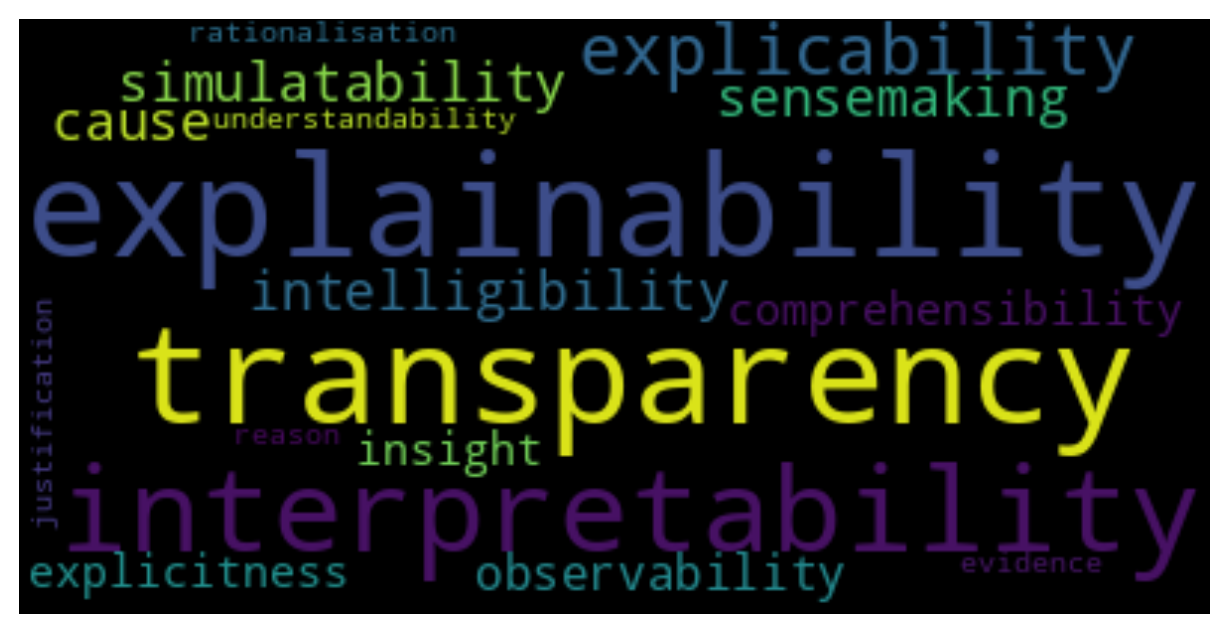 rationalisation
explicability
simulatability
sensemaking
cause
understandability
explainability
intelligibility
comprehensibility
justification
transparency
reason
insight
interpretability
explicitness
observability
evidence